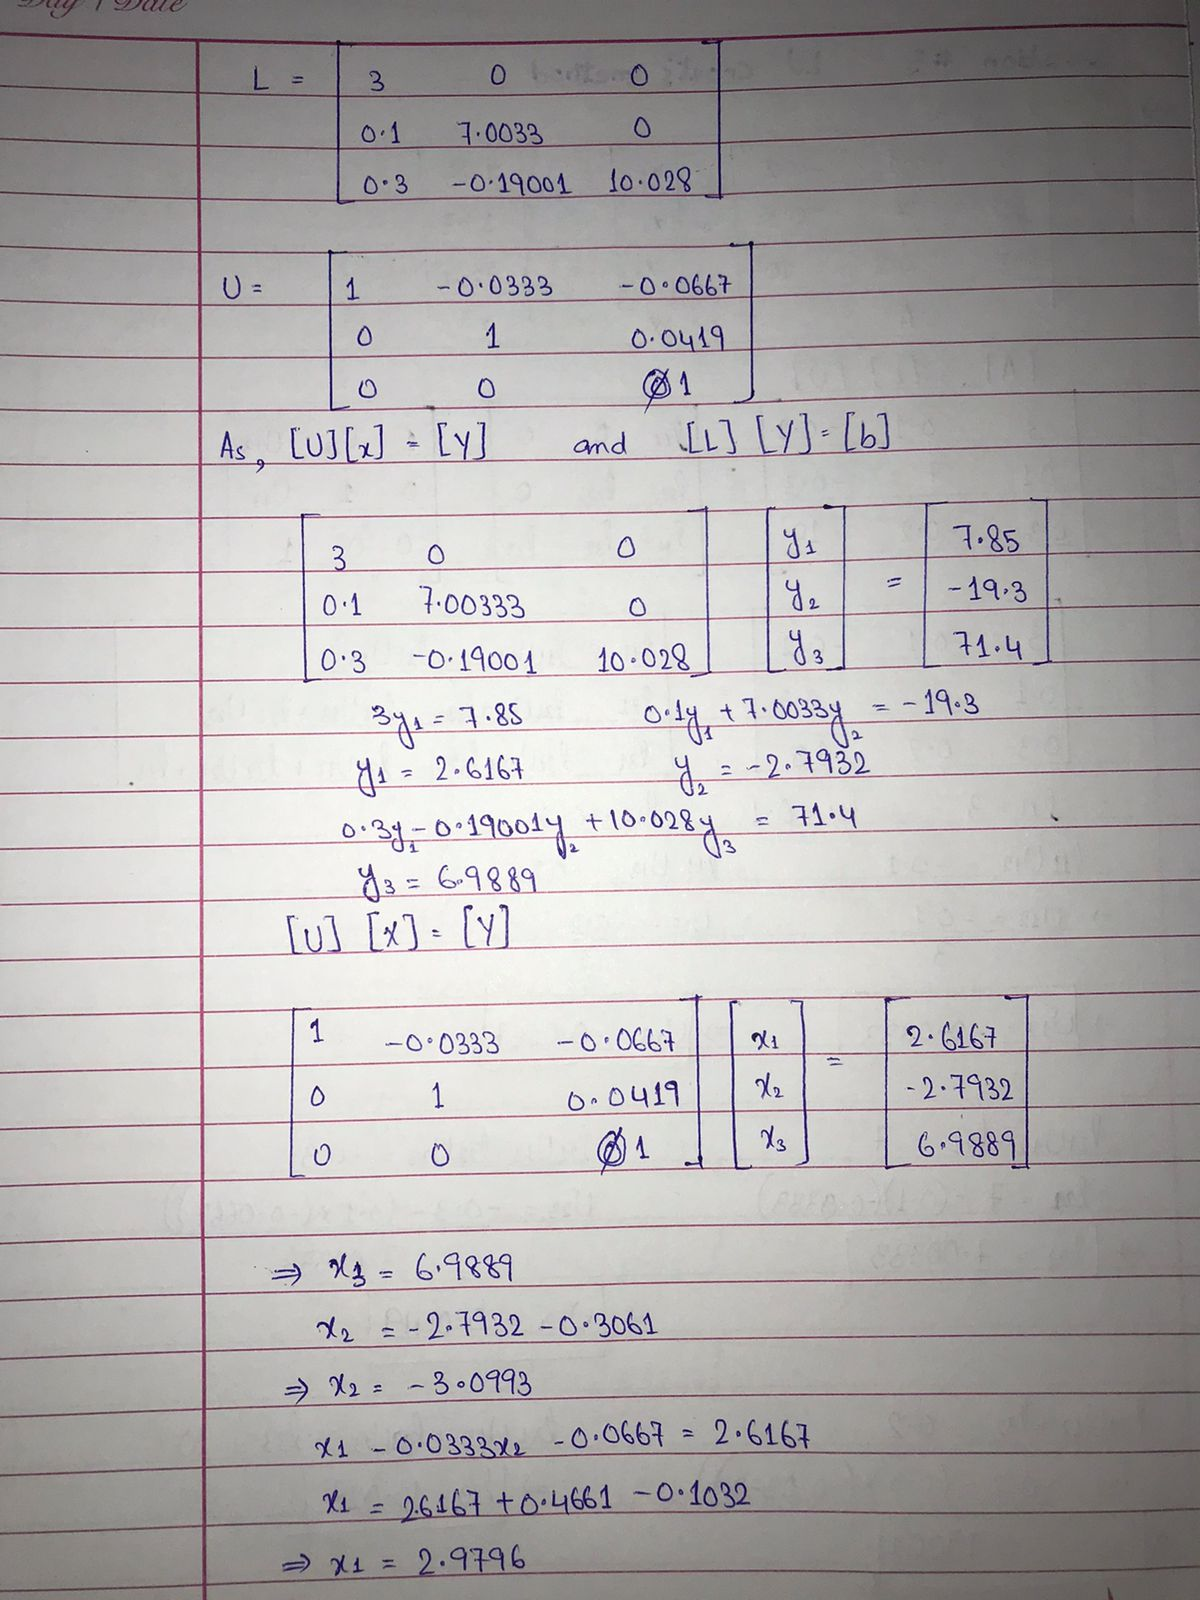 Day / Date
L = [ 3 0 0
0.1 7.0033 0
0.3 -0.19001 10.028 ]
U = [ 1 -0.0333 -0.0667
0 1 0.0419
0 0 1 ]
As, [U][x] = [Y] and [L] [Y] = [b]
[ 3 0 0 ] [ y1 ] = [ 7.85 ]
[ 0.1 7.00333 0 ] [ y2 ] = [ -19.3 ]
[ 0.3 -0.19001 10.028 ] [ y3 ] = [ 71.4 ]
3y1 = 7.85 0.1y1 + 7.0033y2 = -19.3
y1 = 2.6167 y2 = -2.7932
0.3y1 - 0.19001y2 + 10.028y3 = 71.4
y3 = 6.9889
[U] [X] = [Y]
[ 1 -0.0333 -0.0667 ] [ x1 ] = [ 2.6167 ]
[ 0 1 0.0419 ] [ x2 ] = [ -2.7932 ]
[ 0 0 1 ] [ x3 ] = [ 6.9889 ]
⇒ x3 = 6.9889
x2 = -2.7932 - 0.3061
⇒ x2 = -3.0993
x1 - 0.0333x2 - 0.0667 = 2.6167
x1 = 2.6167 + 0.4661 - 0.1032
⇒ x1 = 2.9796